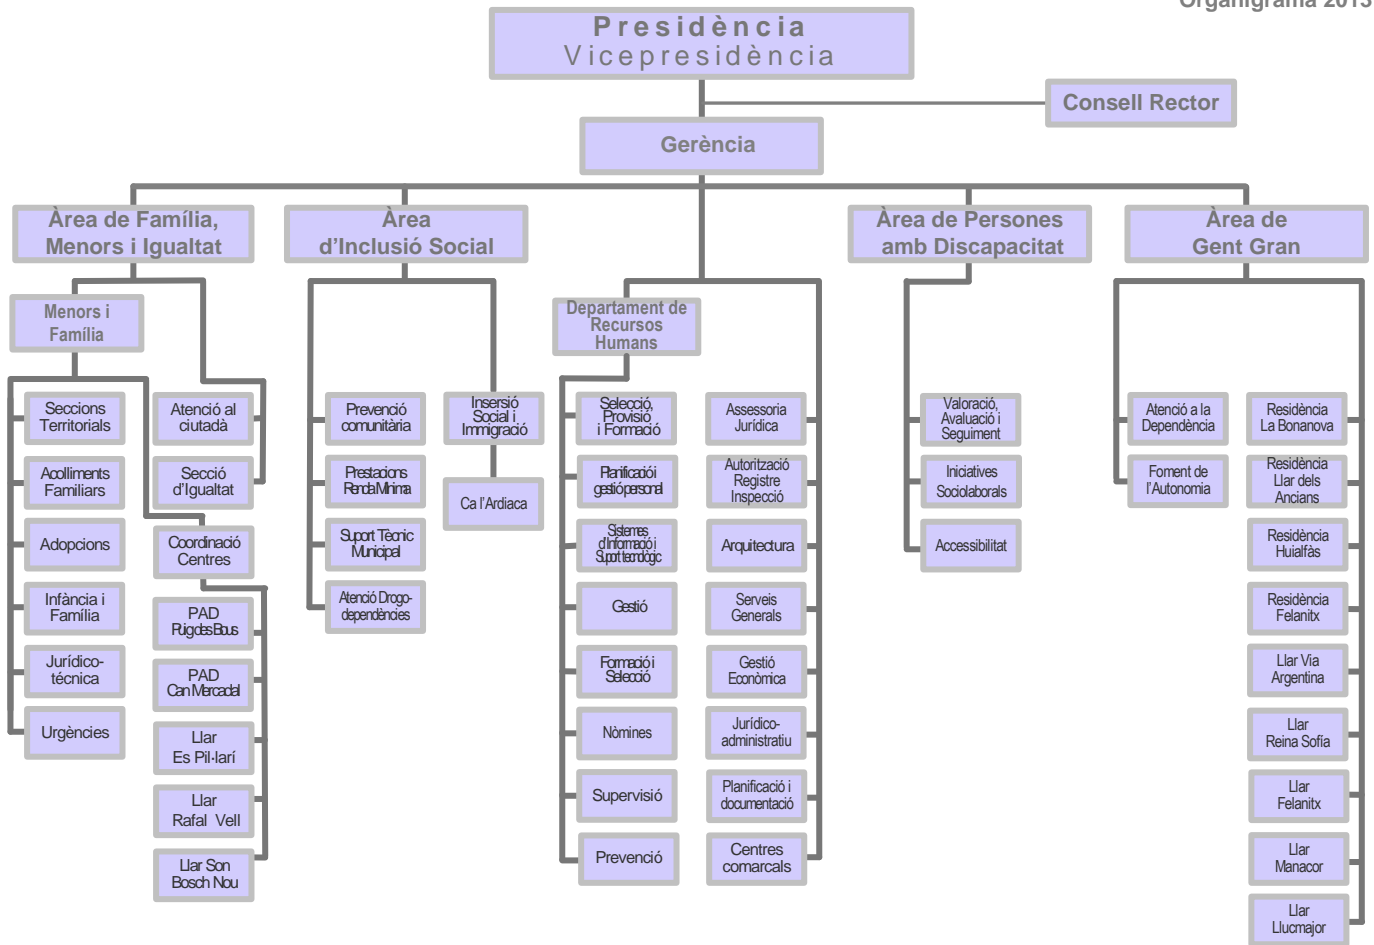 Organigrama 2013
Presidència
Vicepresidència
Consell Rector
Gerència
Àrea de Família,
Menors i Igualtat
Àrea
d'Inclusió Social
Àrea de Persones
amb Discapacitat
Àrea de
Gent Gran
Menors i
Família
Departament de
Recursos
Humans
Seccions
Territorials
Acolliments
Familiars
Adopcions
Infància i
Família
Jurídico-
técnica
Urgències
Atenció al
ciutadà
Secció
d'Igualtat
Coordinació
Centres
PAD
Puig des Bous
PAD
Can Mercadal
Llar
Es Pil·larí
Llar
Rafal Vell
Llar Son
Bosch Nou
Prevenció
comunitària
Prestacions
Renda Mínima
Suport Tècnic
Municipal
Atenció Drogo-
dependències
Insersió
Social i
Immigració
Ca l'Ardiaca
Selecció,
Provisió
i Formació
Planificació i
gestió personal
Sistemes
d'Informació i
Suport tecnològic
Gestió
Formació i
Selecció
Nòmines
Supervisió
Prevenció
Assessoria
Jurídica
Autorització
Registre
Inspecció
Arquitectura
Serveis
Generals
Gestió
Econòmica
Jurídico-
administratiu
Planificació i
documentació
Centres
comarcals
Valoració,
Avaluació i
Seguiment
Iniciatives
Sociolaborals
Accessibilitat
Atenció a la
Dependència
Foment de
l'Autonomia
Residència
La Bonanova
Residència
Llar dels
Ancians
Residència
Huialfàs
Residència
Felanitx
Llar Via
Argentina
Llar
Reina Sofía
Llar
Felanitx
Llar
Manacor
Llar
Llucmajor